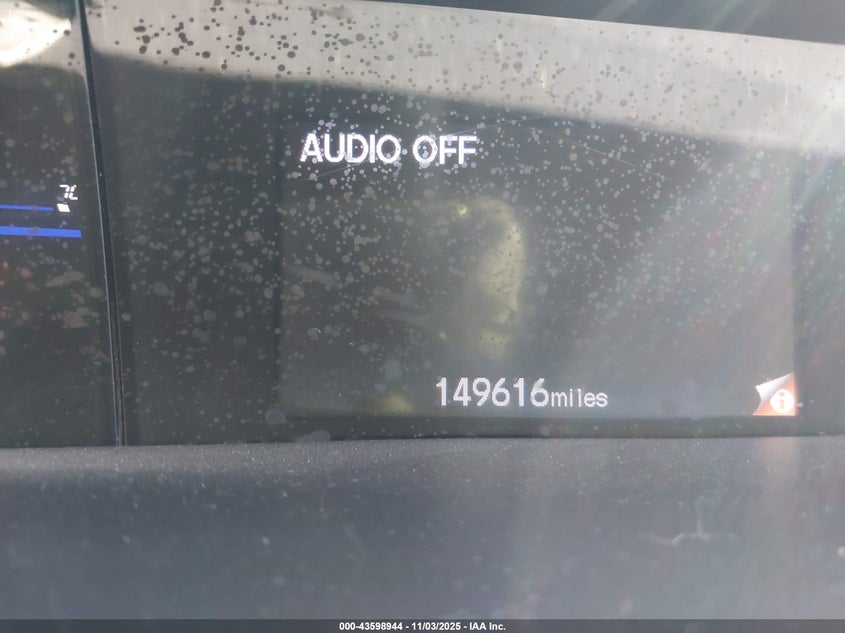 AUDIO OFF
149616miles
000-43598944 - 11/03/2025 - IAA Inc.